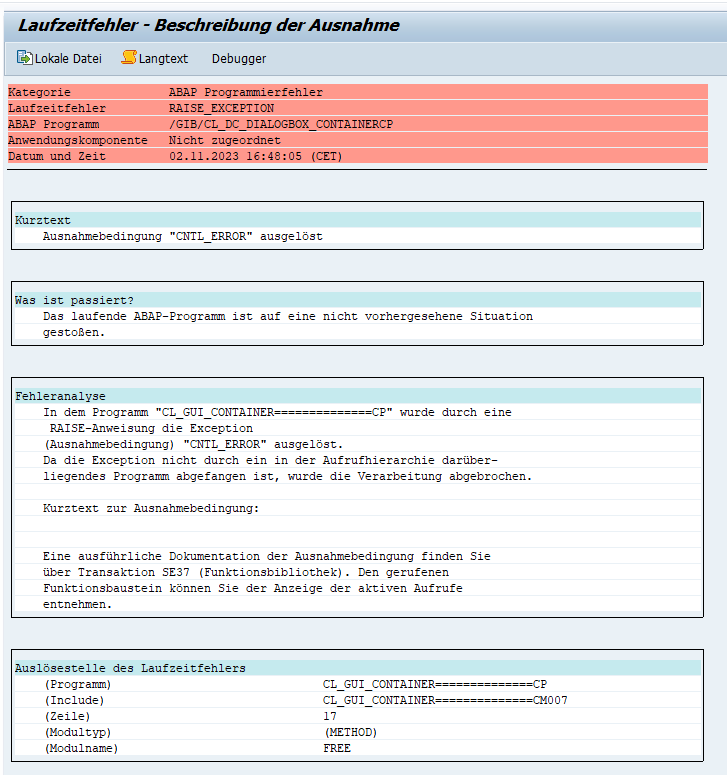 Laufzeitfehler - Beschreibung der Ausnahme
Lokale Datei Langtext Debugger
Kategorie ABAP Programmierfehler
Laufzeitfehler RAISE_EXCEPTION
ABAP Programm /GIB/CL_DC_DIALOGBOX_CONTAINERCP
Anwendungskomponente Nicht zugeordnet
Datum und Zeit 02.11.2023 16:48:05 (CET)
Kurztext
Ausnahmebedingung "CNTL_ERROR" ausgelöst
Was ist passiert?
Das laufende ABAP-Programm ist auf eine nicht vorhergesehene Situation
gestoßen.
Fehleranalyse
In dem Programm "CL_GUI_CONTAINER==============CP" wurde durch eine
RAISE-Anweisung die Exception
(Ausnahmebedingung) "CNTL_ERROR" ausgelöst.
Da die Exception nicht durch ein in der Aufrufhierarchie darüber-
liegendes Programm abgefangen ist, wurde die Verarbeitung abgebrochen.
Kurztext zur Ausnahmebedingung:
Eine ausführliche Dokumentation der Ausnahmebedingung finden Sie
über Transaktion SE37 (Funktionsbibliothek). Den gerufenen
Funktionsbaustein können Sie der Anzeige der aktiven Aufrufe
entnehmen.
Auslösestelle des Laufzeitfehlers
(Programm) CL_GUI_CONTAINER==============CP
(Include) CL_GUI_CONTAINER==============CM007
(Zeile) 17
(Modultyp) (METHOD)
(Modulname) FREE